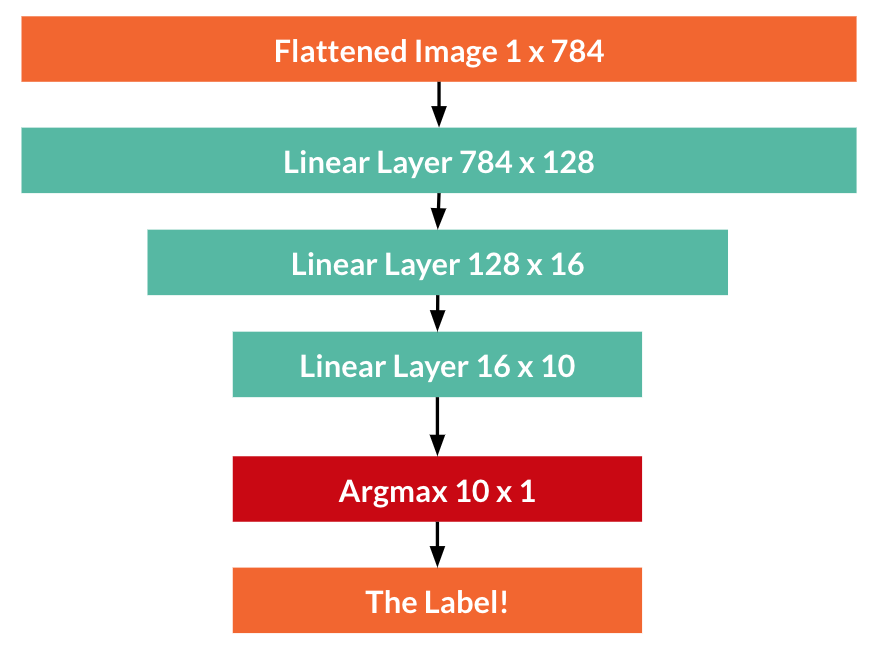 Flattened Image 1 x 784
Linear Layer 784 x 128
Linear Layer 128 x 16
Linear Layer 16 x 10
Argmax 10 x 1
The Label!